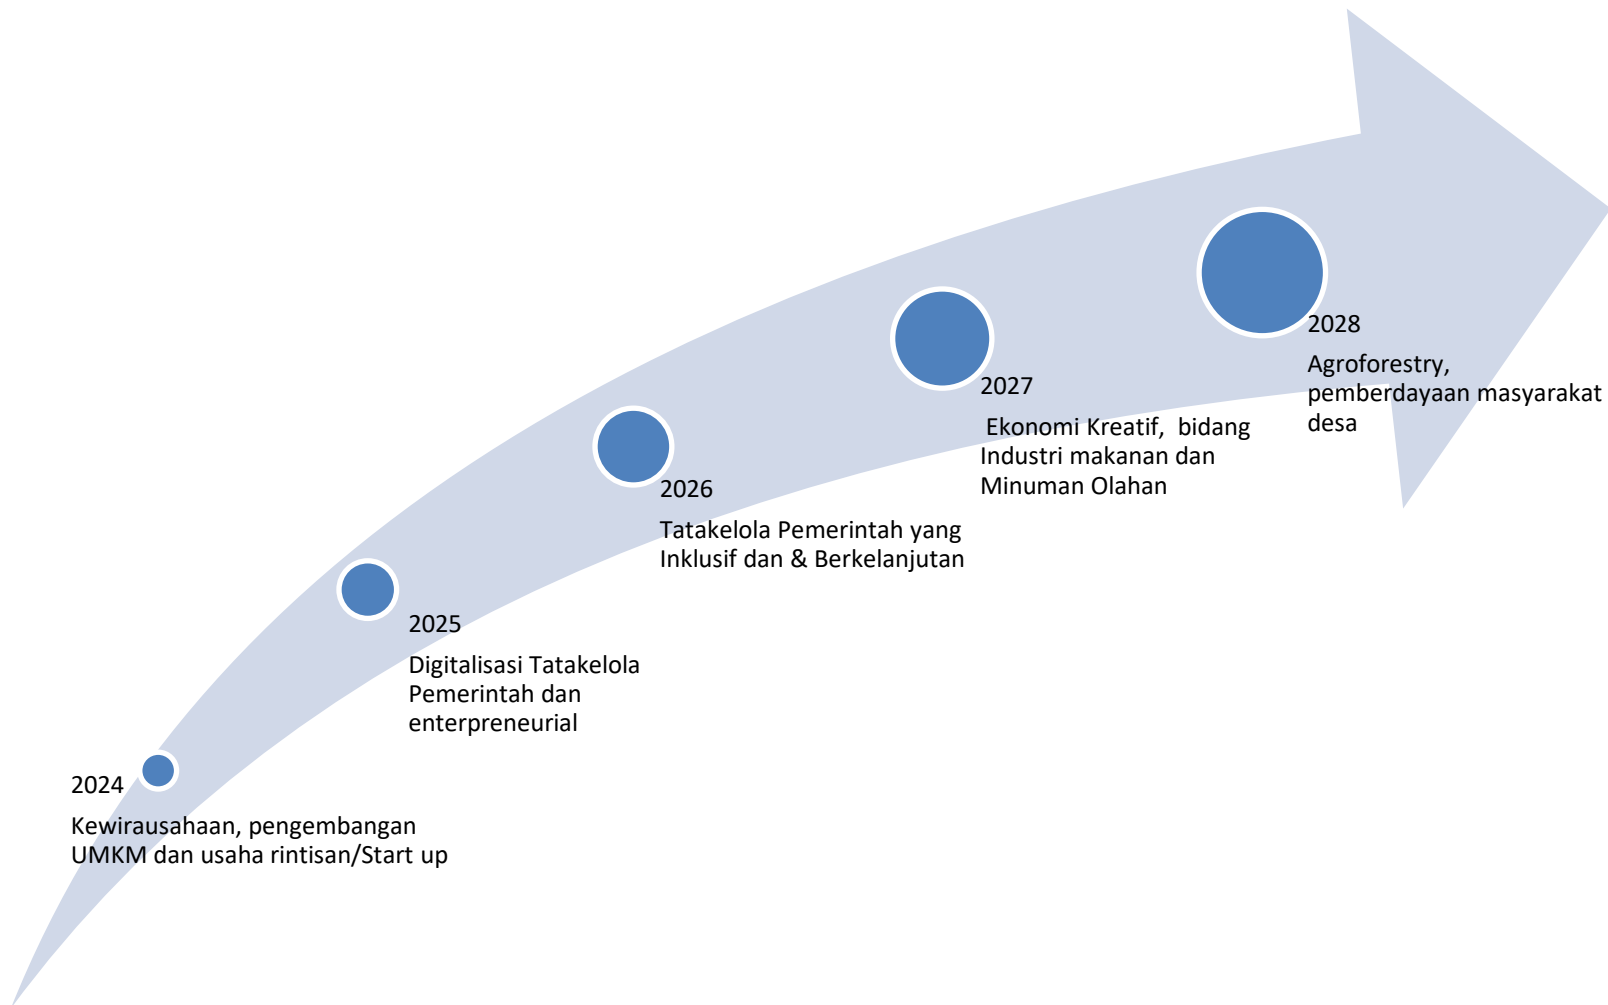 2024
Kewirausahaan, pengembangan
UMKM dan usaha rintisan/Start up
2025
Digitalisasi Tatakelola
Pemerintah dan
enterpreneurial
2026
Tatakelola Pemerintah yang
Inklusif dan & Berkelanjutan
2027
Ekonomi Kreatif,  bidang
Industri makanan dan
Minuman Olahan
2028
Agroforestry,
pemberdayaan masyarakat
desa